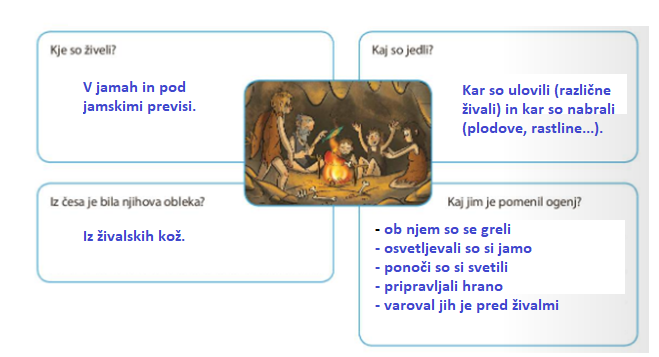 Kje so živeli?
V jamah in pod
jamskimi previsi.
Kaj so jedli?
Kar so ulovili (različne
živali) in kar so nabrali
(plodove, rastline...).
Iz česa je bila njihova obleka?
Iz živalskih kož.
Kaj jim je pomenil ogenj?
- ob njem so se greli
- osvetljevali so si jamo
- ponoči so si svetili
- pripravljali hrano
- varoval jih je pred živalmi